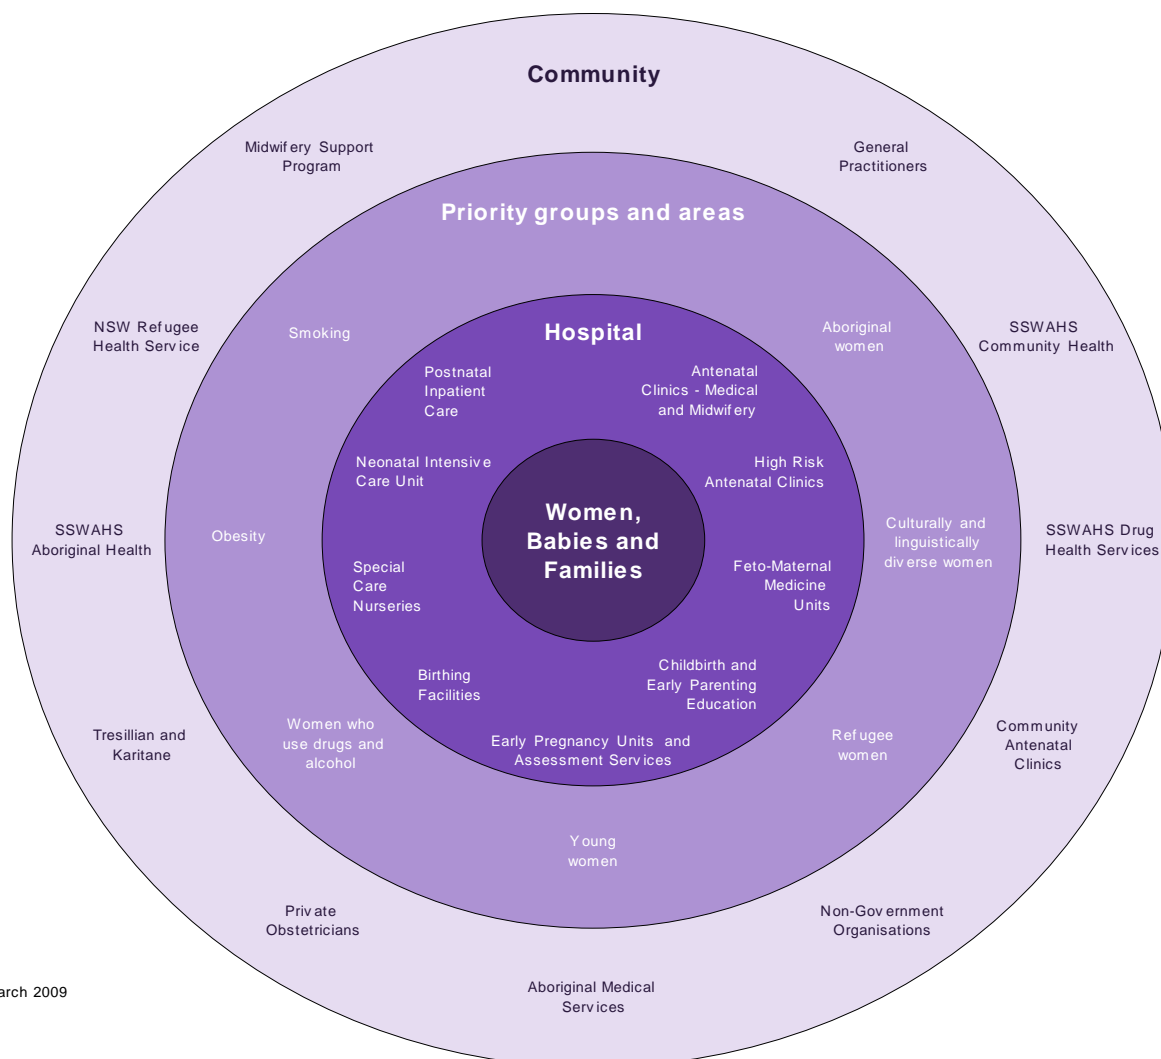 Community
Midwifery Support
Program
General
Practitioners
Priority groups and areas
NSW Refugee
Health Service
Smoking
Hospital
Aboriginal
women
SSWAHS
Community Health
Postnatal
Inpatient
Care
Antenatal
Clinics - Medical
and Midwifery
Neonatal Intensive
Care Unit
High Risk
Antenatal Clinics
Women,
Babies and
Families
SSWAHS
Aboriginal Health
Obesity
Culturally and
linguistically
diverse women
SSWAHS Drug
Health Services
Special
Care
Nurseries
Feto-Maternal
Medicine
Units
Birthing
Facilities
Childbirth and
Early Parenting
Education
Tresillian and
Karitane
Women who
use drugs and
alcohol
Early Pregnancy Units and
Assessment Services
Refugee
women
Community
Antenatal
Clinics
Young
women
Private
Obstetricians
Non-Government
Organisations
Aboriginal Medical
Services
2009